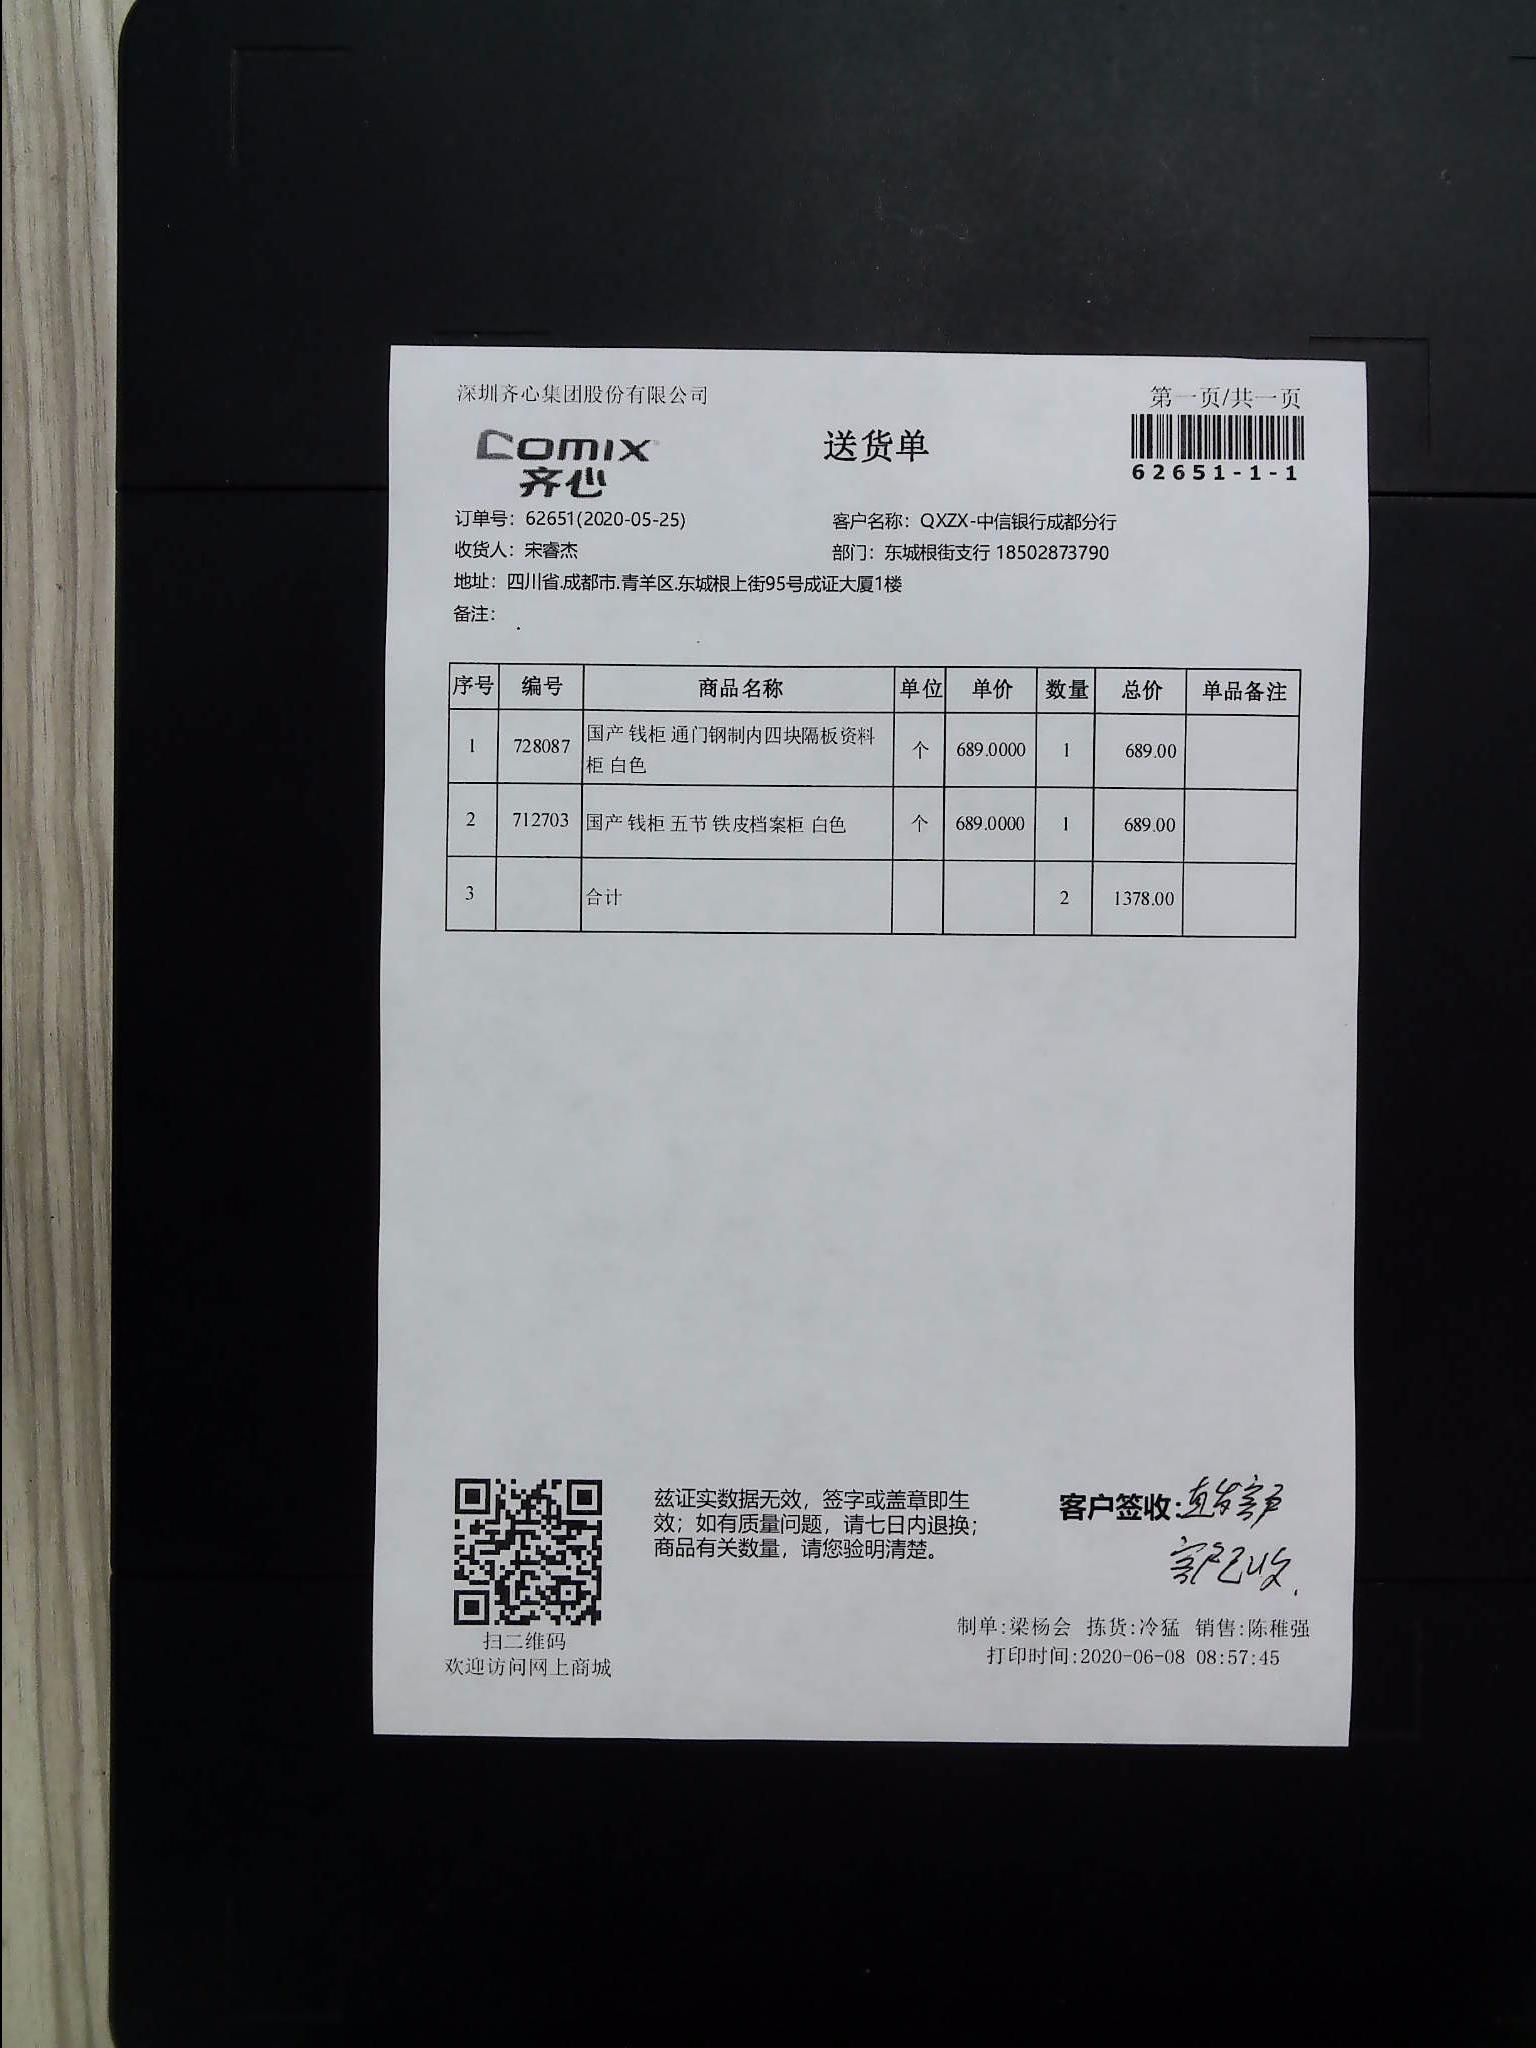 深圳齐心集团股份有限公司
第一页/共一页
COMIX
齐心
送货单
62651-1-1
订单号：62651(2020-05-25)
客户名称：QXZX-中信银行成都分行
收货人：宋睿杰
部门：东城根街支行 18502873790
地址：四川省.成都市.青羊区.东城根上街95号成证大厦1楼
备注：
序号 编号 商品名称 单位 单价 数量 总价 单品备注
1 728087 国产 钱柜 通门钢制内四块隔板资料柜 白色 个 689.0000 1 689.00
2 712703 国产 钱柜 五节 铁皮档案柜 白色 个 689.0000 1 689.00
3 合计 2 1378.00
兹证实数据无效，签字或盖章即生
效；如有质量问题，请七日内退换；
商品有关数量，请您验明清楚。
客户签收：直发客户
客户已收.
扫二维码
欢迎访问网上商城
制单:梁杨会 拣货:冷猛 销售:陈稚强
打印时间:2020-06-08 08:57:45